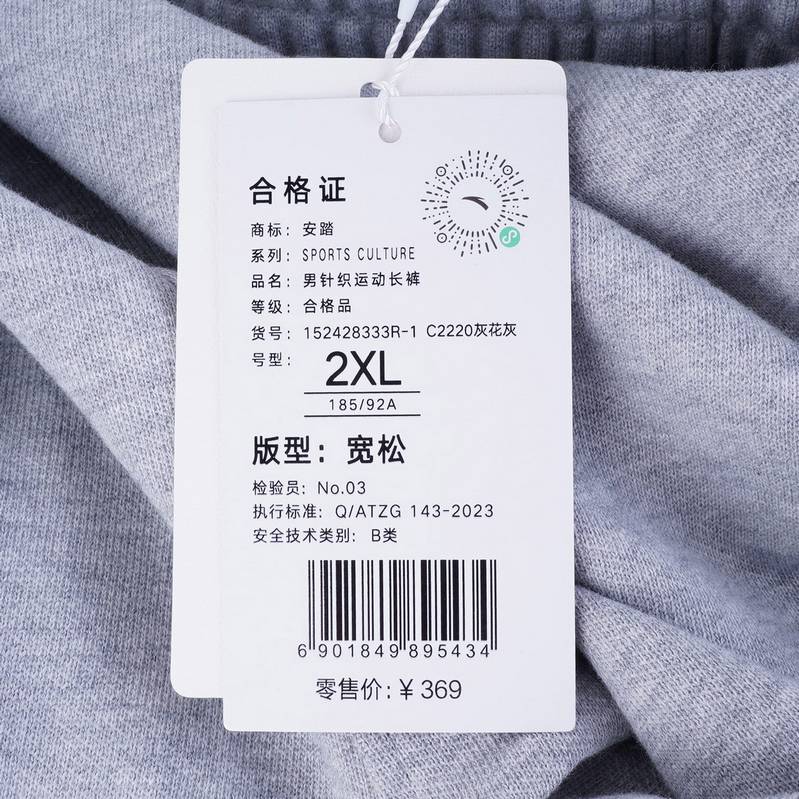 合格证
商标：安踏
系列：SPORTS CULTURE
品名：男针织运动长裤
等级：合格品
货号：152428333R-1 C2220灰花灰
号型：2XL
185/92A
版型：宽松
检验员：No.03
执行标准：Q/ATZG 143-2023
安全技术类别：B类
6 901849 895434
零售价：￥369